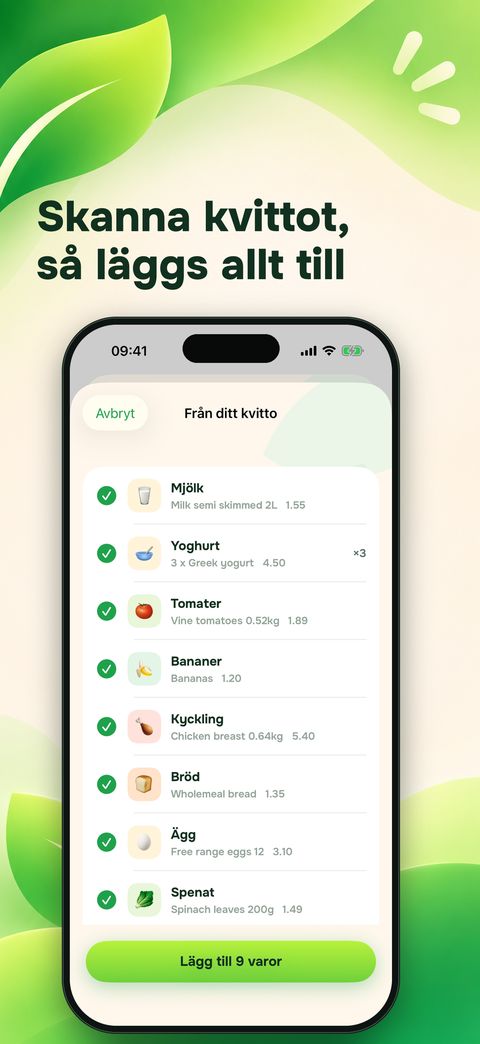 Skanna kvittot,
så läggs allt till
09:41
Avbryt
Från ditt kvitto
Mjölk
Milk semi skimmed 2L 1.55
Yoghurt
3 x Greek yogurt 4.50
×3
Tomater
Vine tomatoes 0.52kg 1.89
Bananer
Bananas 1.20
Kyckling
Chicken breast 0.64kg 5.40
Bröd
Wholemeal bread 1.35
Ägg
Free range eggs 12 3.10
Spenat
Spinach leaves 200g 1.49
Lägg till 9 varor